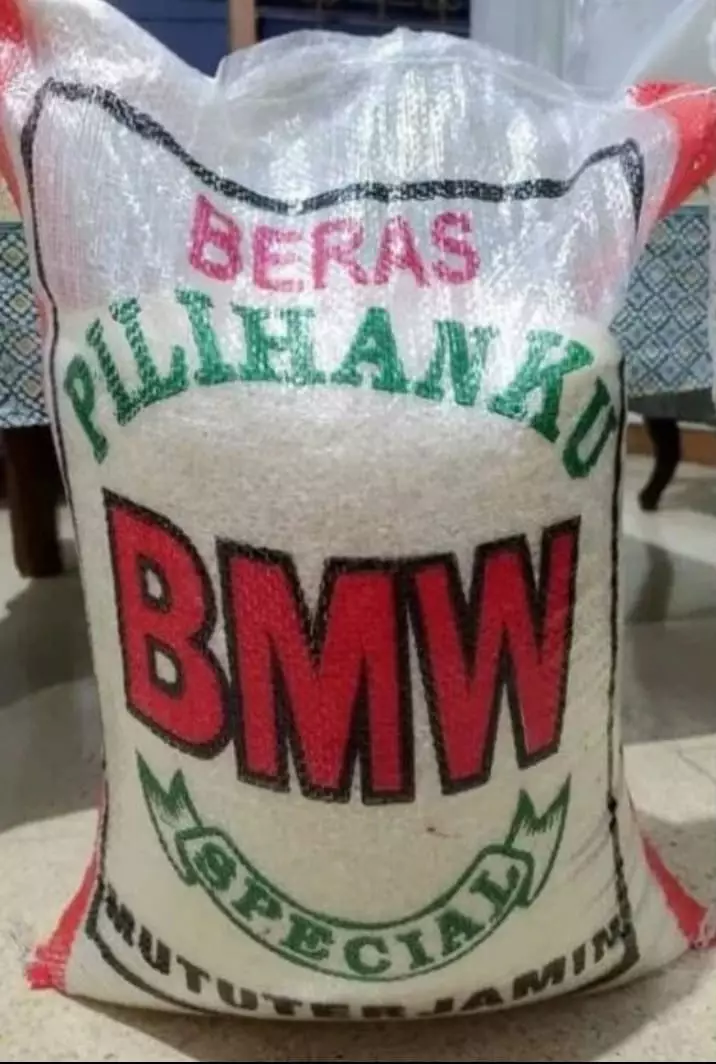 BERAS
PILIHANKU
BMW
SPECIAL
MUTU TERJAMIN